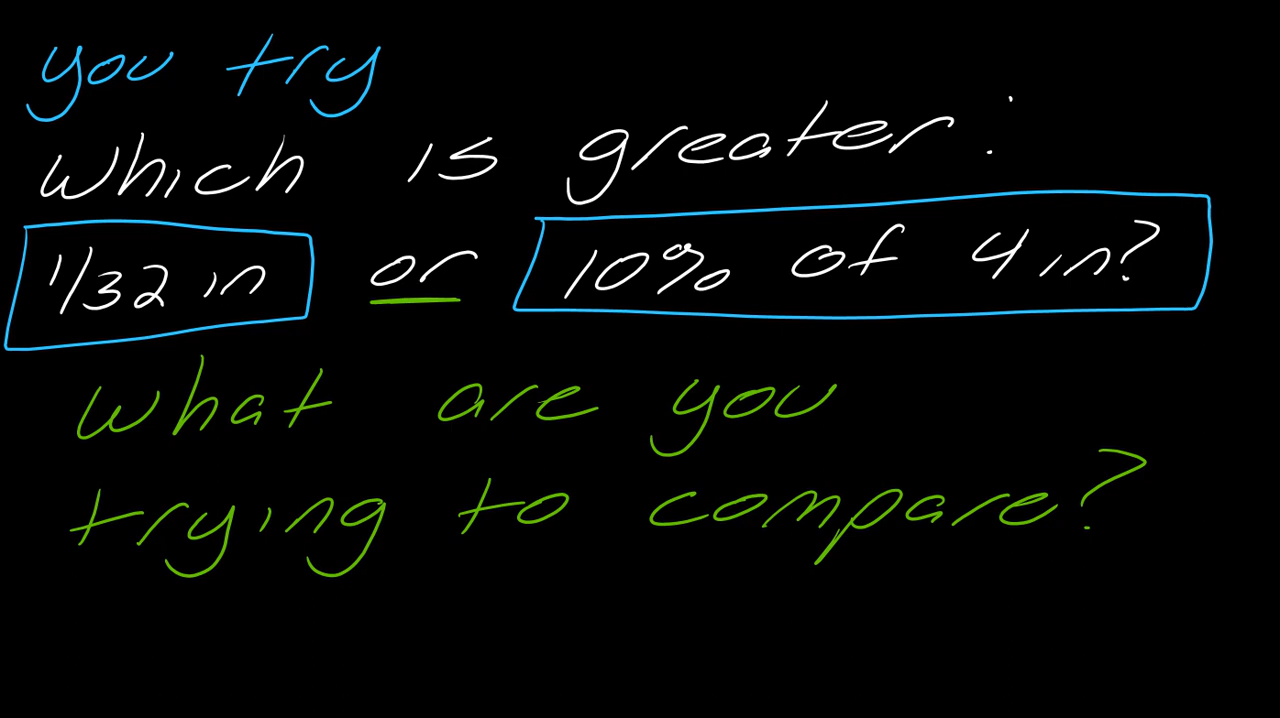 you try
Which is greater:
1/32 in or 10% of 4 in?
What are you
trying to compare?